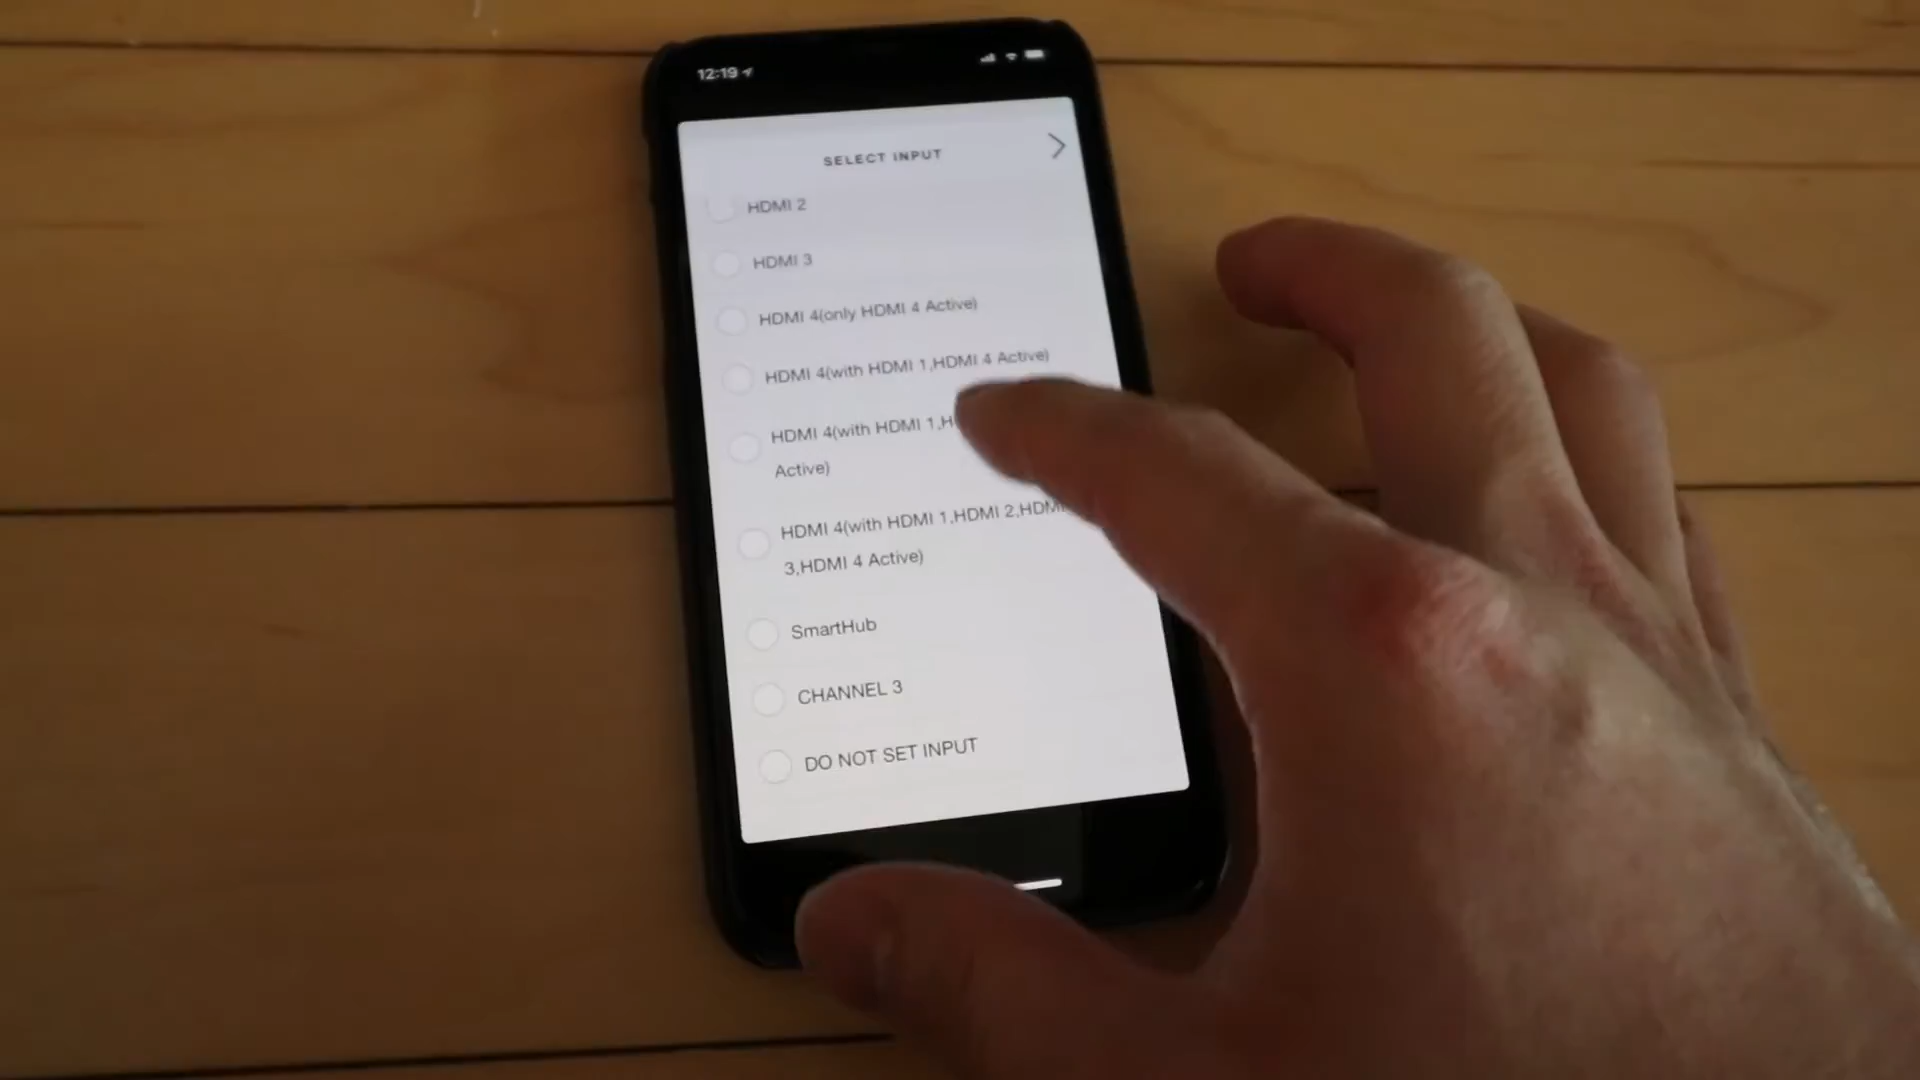 12:19
SELECT INPUT
HDMI 2
HDMI 3
HDMI 4(only HDMI 4 Active)
HDMI 4(with HDMI 1,HDMI 4 Active)
HDMI 4(with HDMI 1,
Active)
HDMI 4(with HDMI 1,HDMI 2,HDMI
3,HDMI 4 Active)
SmartHub
CHANNEL 3
DO NOT SET INPUT